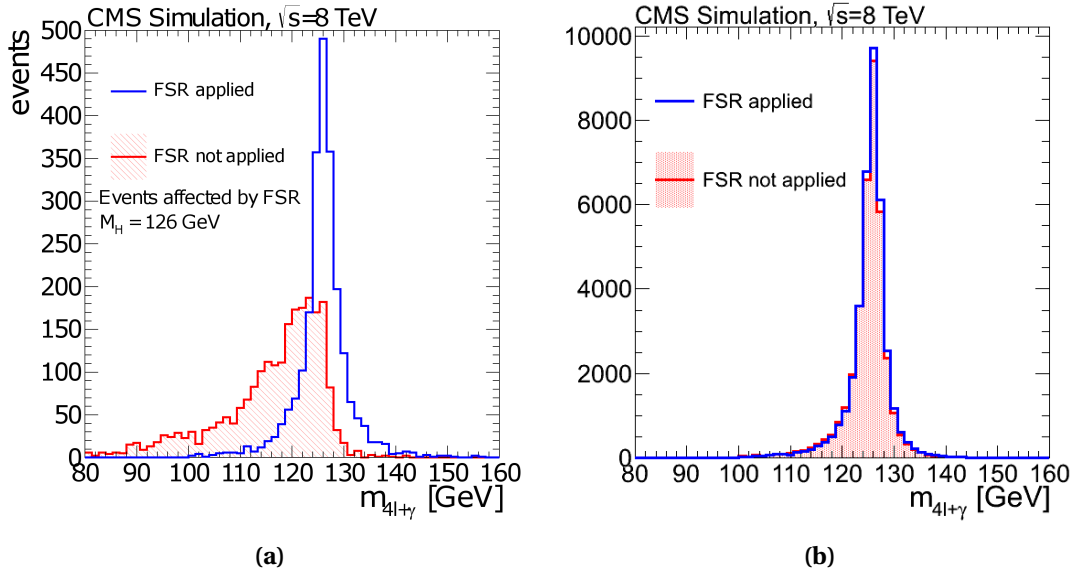 CMS Simulation, √s=8 TeV
events
500
450
400
350
300
250
200
150
100
50
0
FSR applied
FSR not applied
Events affected by FSR
M_H = 126 GeV
80 90 100 110 120 130 140 150 160
m_4l+γ [GeV]
(a)
CMS Simulation, √s=8 TeV
10000
8000
6000
4000
2000
0
FSR applied
FSR not applied
80 90 100 110 120 130 140 150 160
m_4l+γ [GeV]
(b)